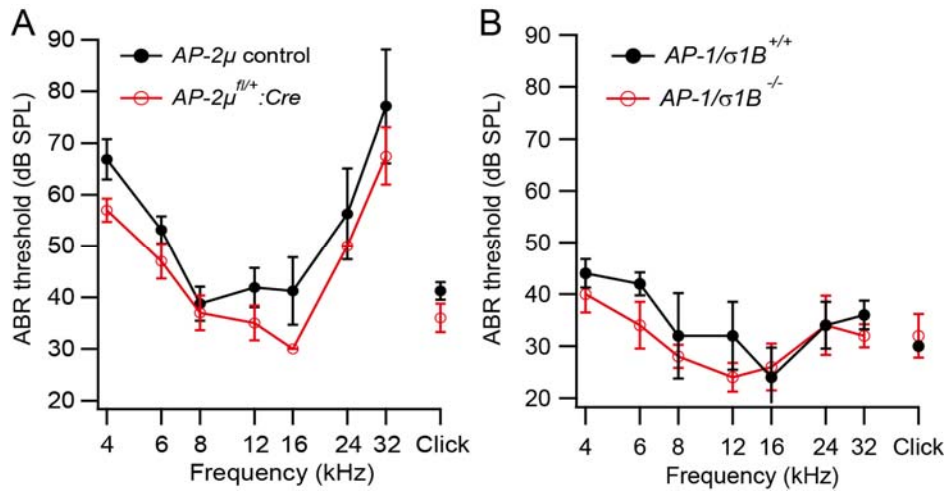 A
B
AP-2μ control
AP-2μ^fl/+:Cre
AP-1/σ1B^+/+
AP-1/σ1B^-/-
ABR threshold (dB SPL)
90
80
70
60
50
40
30
20
4 6 8 12 16 24 32 Click
Frequency (kHz)
ABR threshold (dB SPL)
90
80
70
60
50
40
30
20
4 6 8 12 16 24 32 Click
Frequency (kHz)